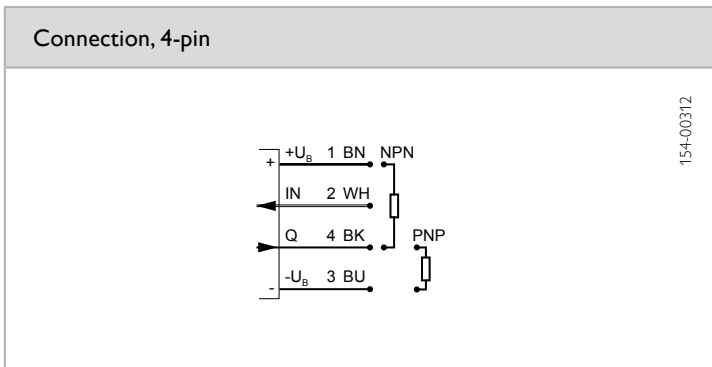 Connection, 4-pin
154-00312
+U_B 1 BN NPN
+
IN 2 WH
Q 4 BK PNP
-U_B 3 BU
-